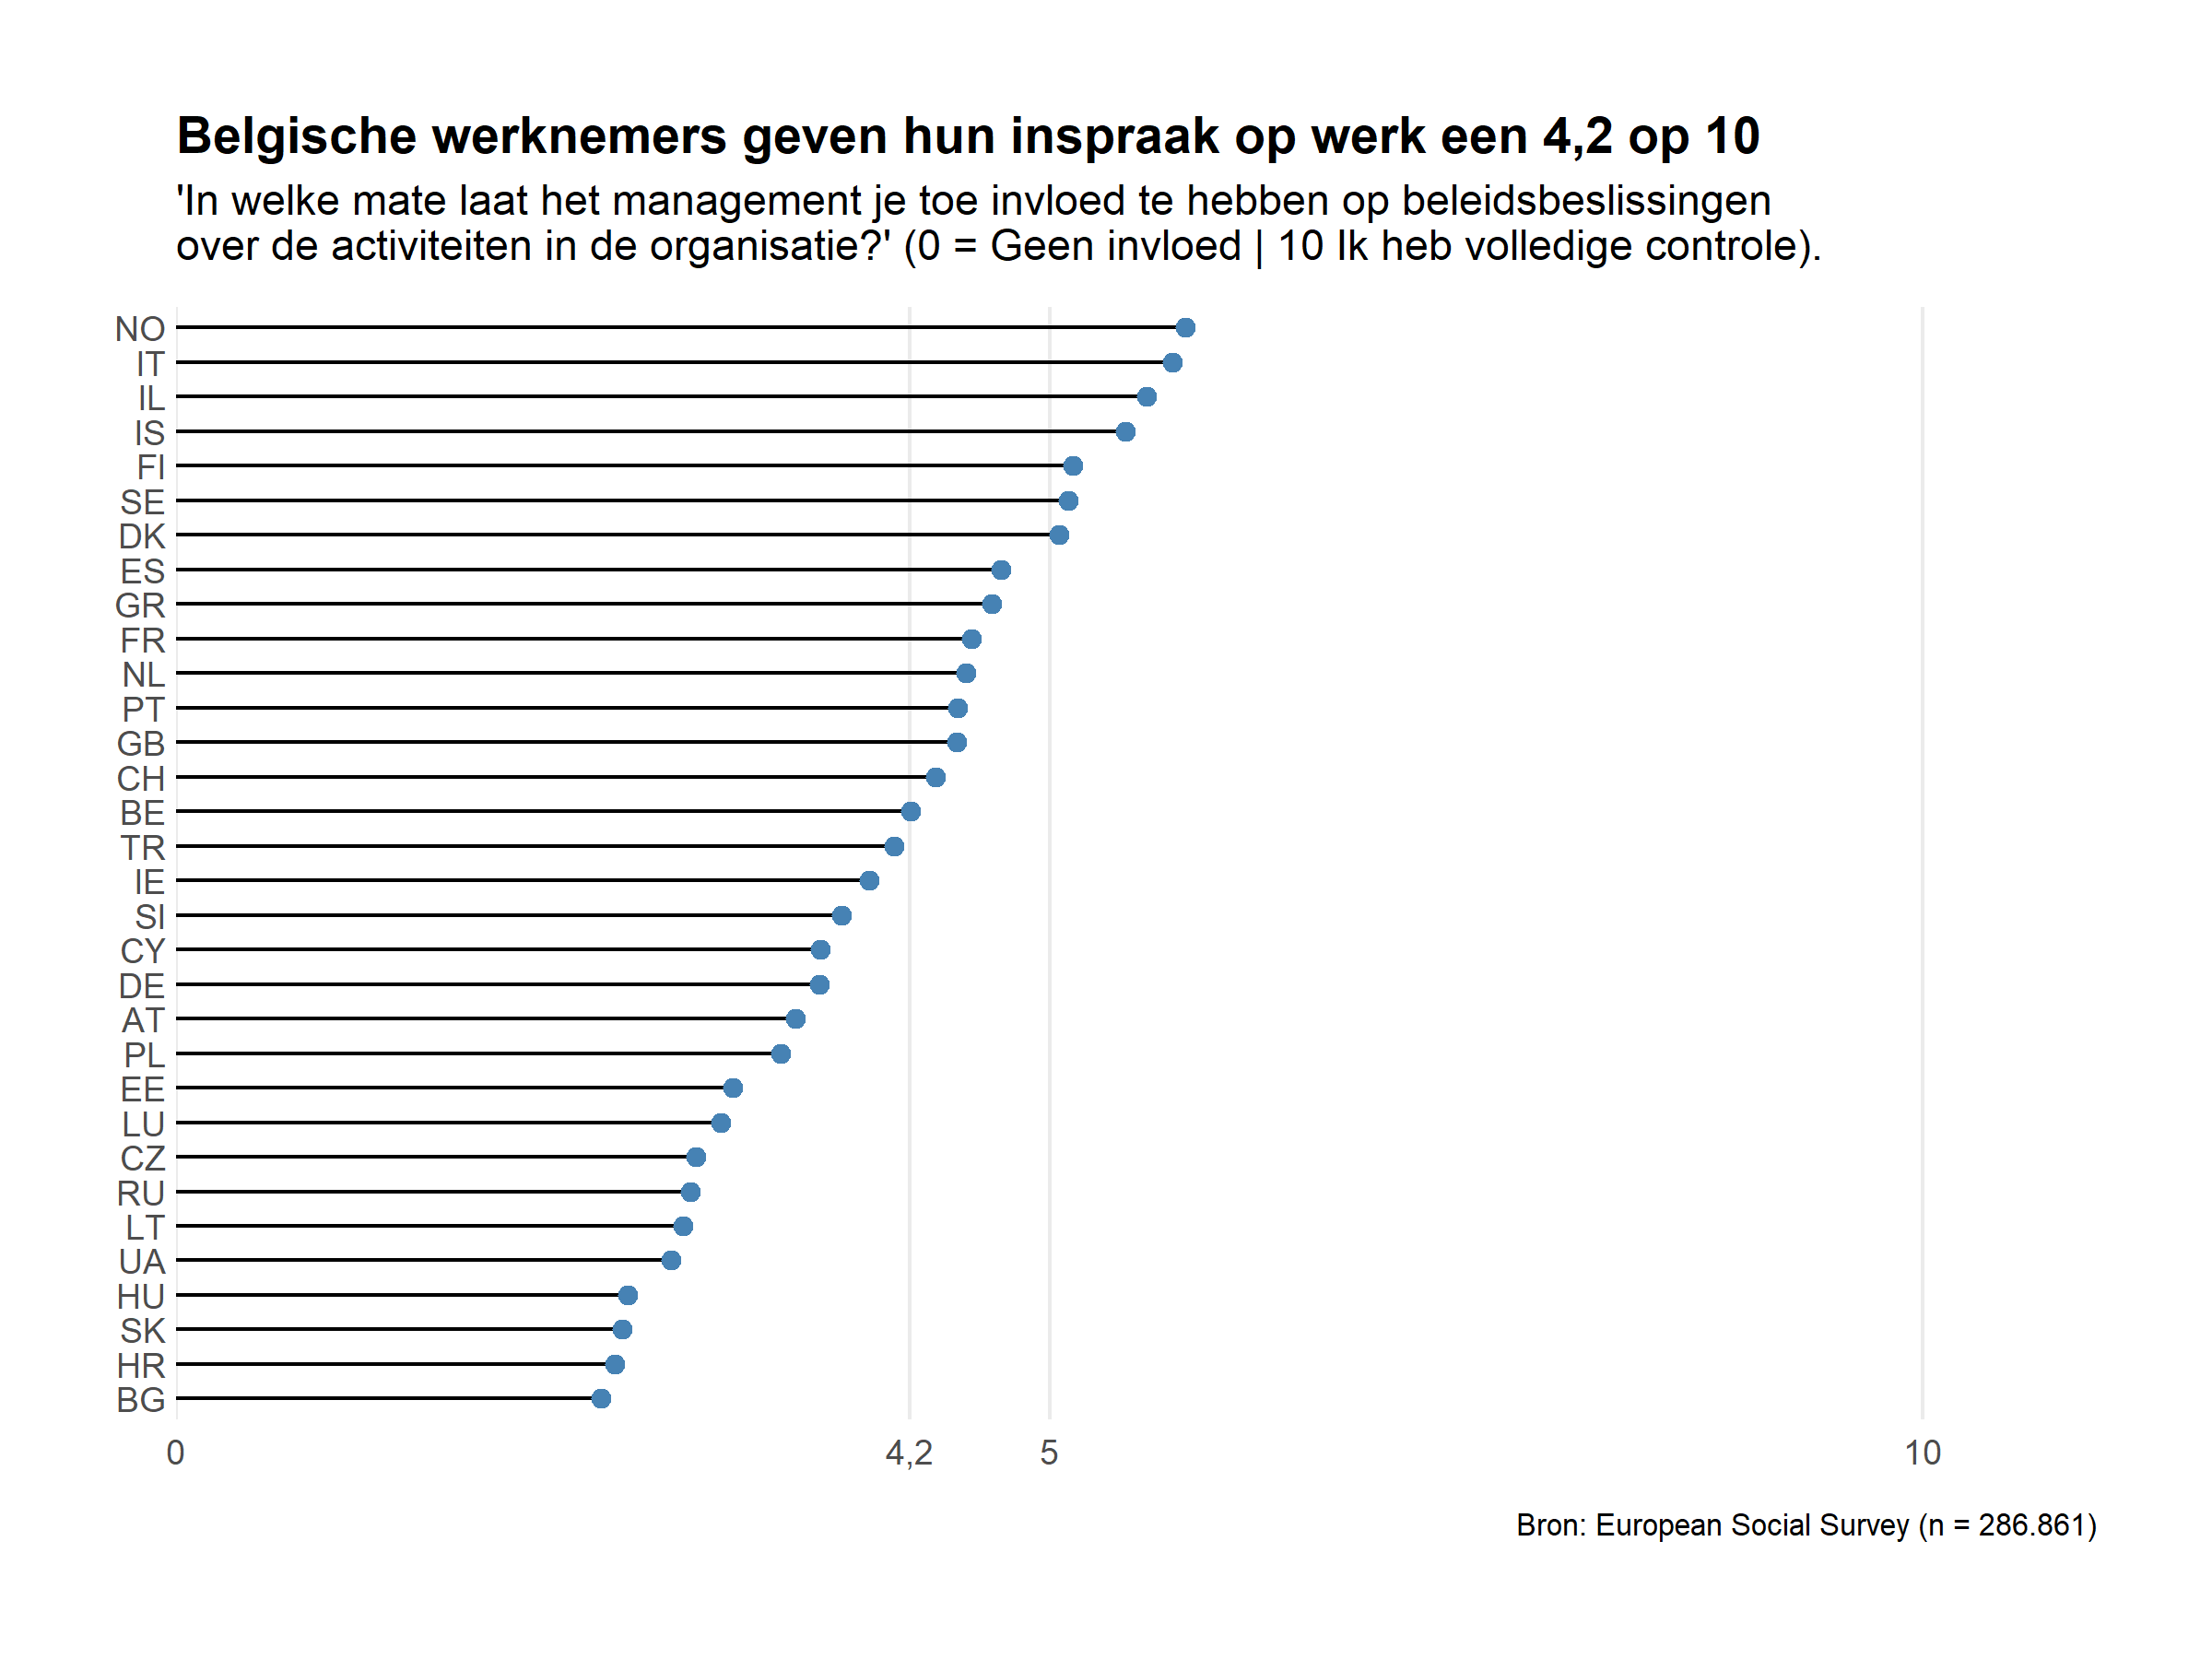 Belgische werknemers geven hun inspraak op werk een 4,2 op 10
'In welke mate laat het management je toe invloed te hebben op beleidsbeslissingen
over de activiteiten in de organisatie?' (0 = Geen invloed | 10 Ik heb volledige controle).
NO
IT
IL
IS
FI
SE
DK
ES
GR
FR
NL
PT
GB
CH
BE
TR
IE
SI
CY
DE
AT
PL
EE
LU
CZ
RU
LT
UA
HU
SK
HR
BG
0 4,2 5 10
Bron: European Social Survey (n = 286.861)